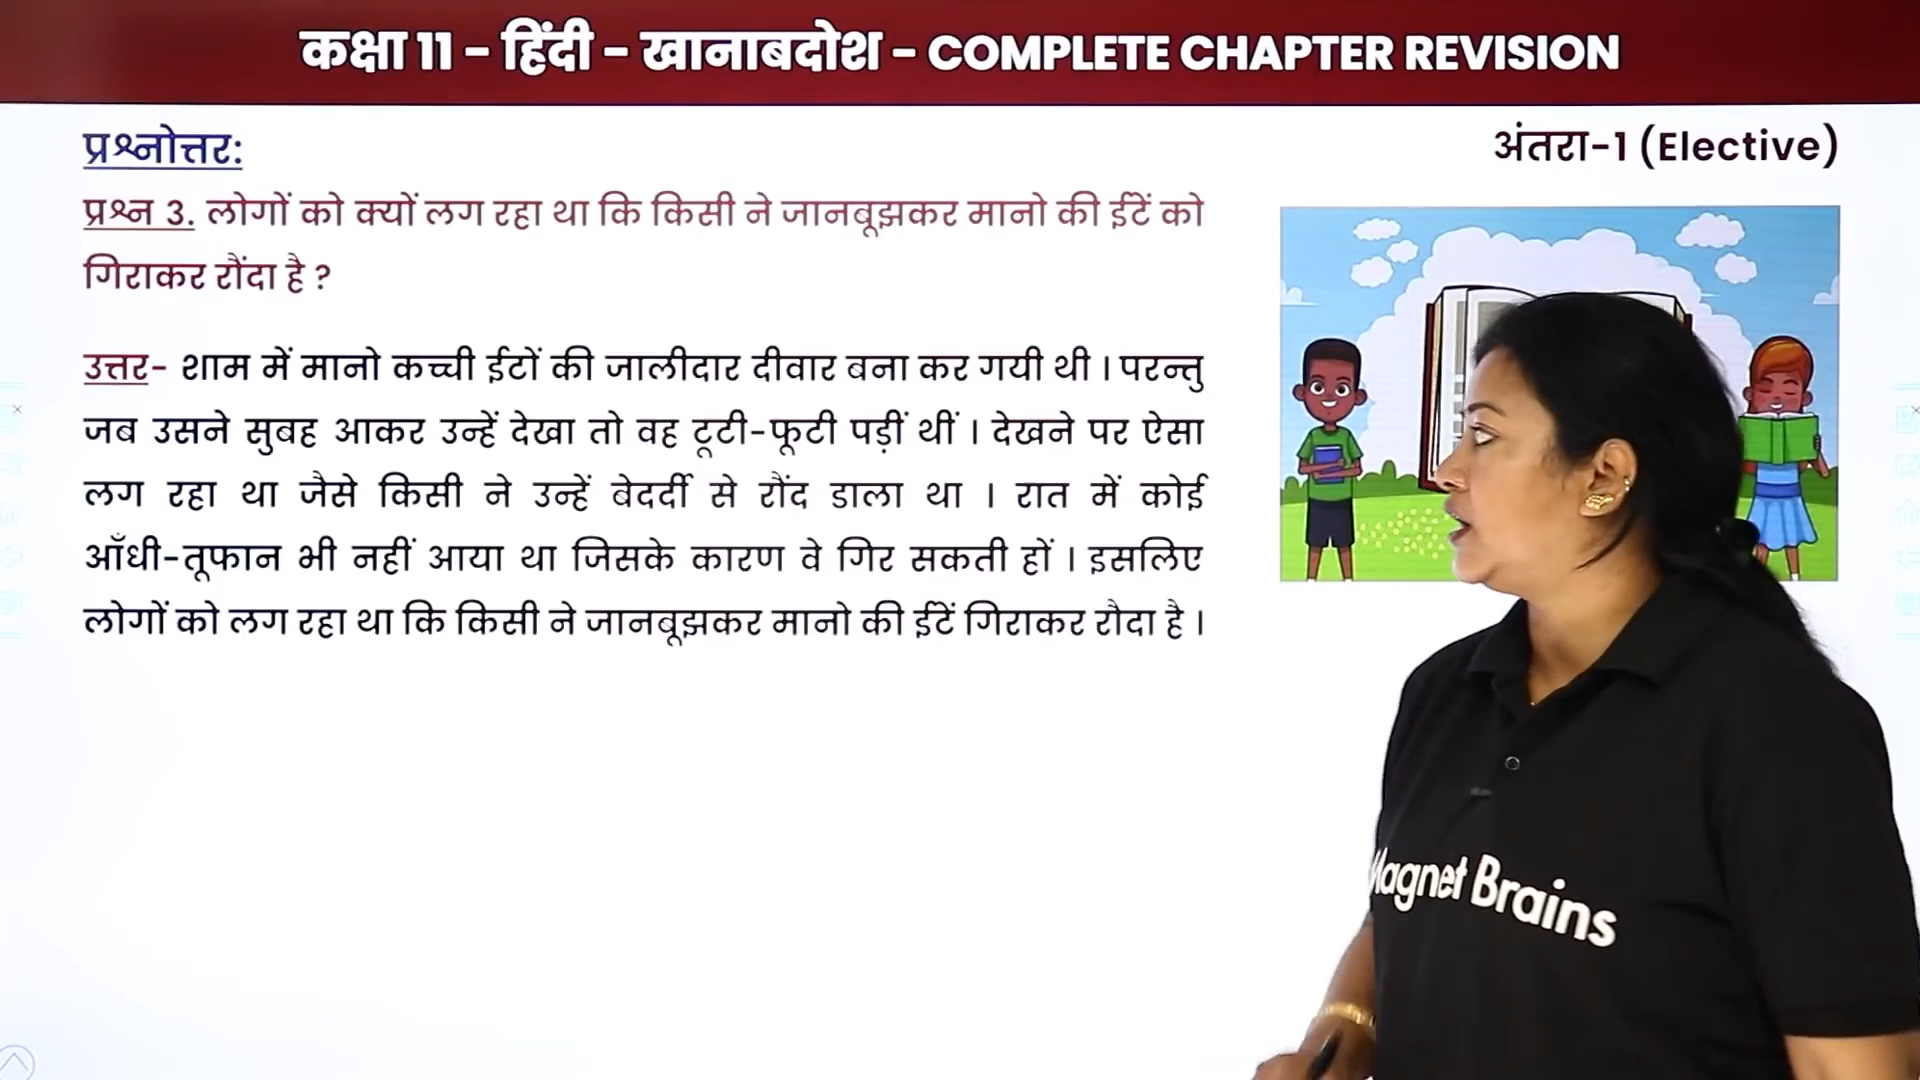 कक्षा 11 - हिंदी - खानाबदोश - COMPLETE CHAPTER REVISION
प्रश्नोत्तर:
अंतरा-1 (Elective)
प्रश्न 3. लोगों को क्यों लग रहा था कि किसी ने जानबूझकर मानो की ईंटें को
गिराकर रौंदा है ?
उत्तर- शाम में मानो कच्ची ईटों की जालीदार दीवार बना कर गयी थी । परन्तु
जब उसने सुबह आकर उन्हें देखा तो वह टूटी-फूटी पड़ीं थीं । देखने पर ऐसा
लग रहा था जैसे किसी ने उन्हें बेदर्दी से रौंद डाला था । रात में कोई
आँधी-तूफान भी नहीं आया था जिसके कारण वे गिर सकती हों । इसलिए
लोगों को लग रहा था कि किसी ने जानबूझकर मानो की ईंटें गिराकर रौदा है ।
Magnet Brains